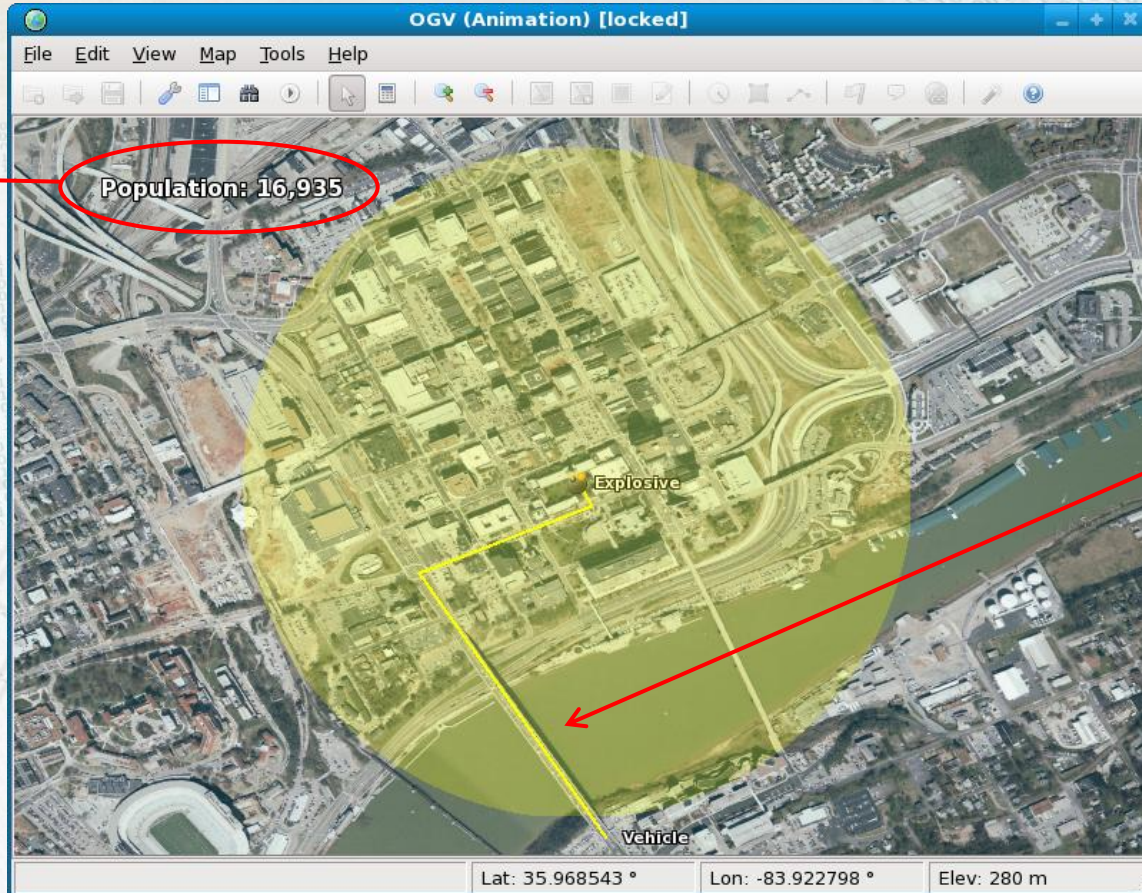 OGV (Animation) [locked]
File Edit View Map Tools Help
Population: 16,935
Explosive
Vehicle
Lat: 35.968543 ° Lon: -83.922798 ° Elev: 280 m